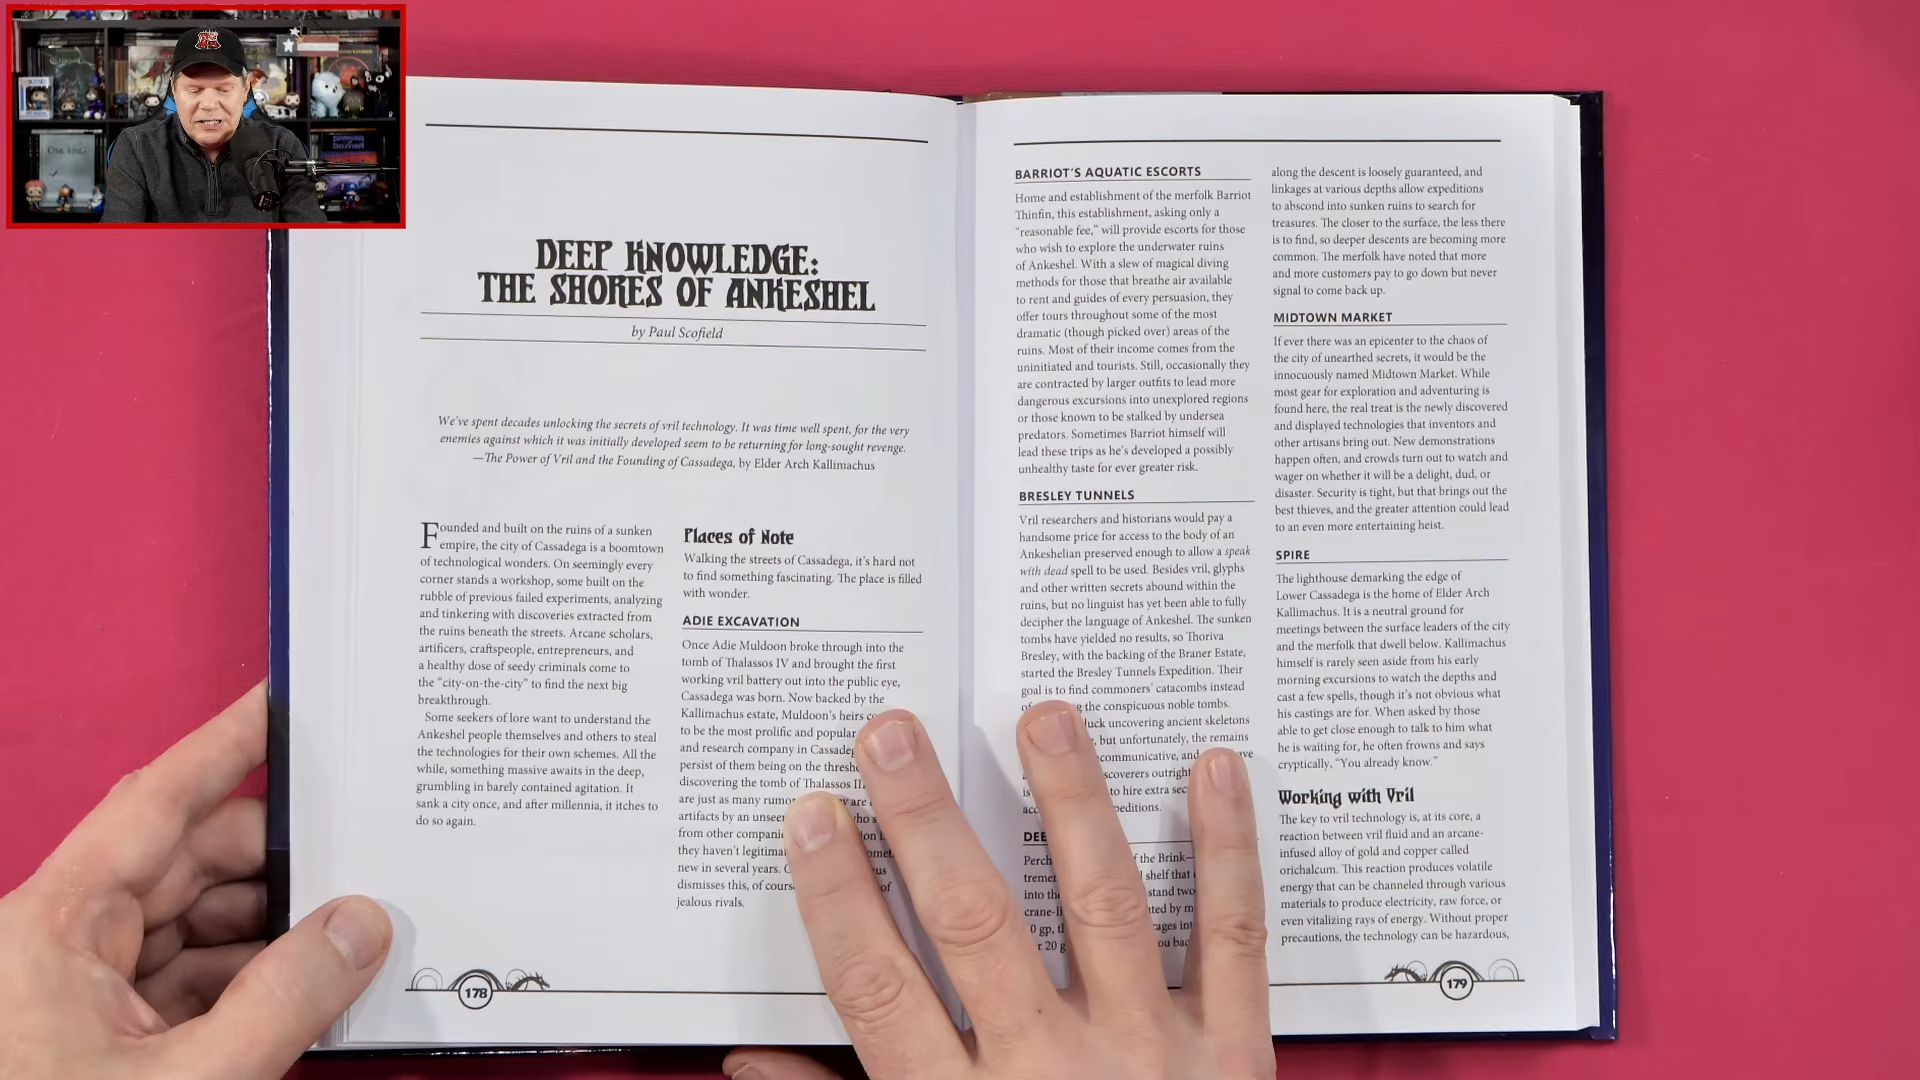 DEEP KNOWLEDGE:
THE SHORES OF ANKESHEL
by Paul Scofield
We've spent decades unlocking the secrets of vril technology. It was time well spent, for the very
enemies against which it was initially developed seem to be returning for long-sought revenge.
—The Power of Vril and the Founding of Cassadega, by Elder Arch Kallimachus
Founded and built on the ruins of a sunken
empire, the city of Cassadega is a boomtown
of technological wonders. On seemingly every
corner stands a workshop, some built on the
rubble of previous failed experiments, analyzing
and tinkering with discoveries extracted from
the ruins beneath the streets. Arcane scholars,
artificers, craftspeople, entrepreneurs, and
a healthy dose of seedy criminals come to
the "city-on-the-city" to find the next big
breakthrough.
Some seekers of lore want to understand the
Ankeshel people themselves and others to steal
the technologies for their own schemes. All the
while, something massive awaits in the deep,
grumbling in barely contained agitation. It
sank a city once, and after millennia, it itches to
do so again.
Places of Note
Walking the streets of Cassadega, it's hard not
to find something fascinating. The place is filled
with wonder.
ADIE EXCAVATION
Once Adie Muldoon broke through into the
tomb of Thalassos IV and brought the first
working vril battery out into the public eye,
Cassadega was born. Now backed by the
Kallimachus estate, Muldoon's heirs
to be the most prolific and popular
and research company in
persist of them being on the
discovering the tomb of Thalassos
are just as many
artifacts by an
from other
they haven't
new in several years.
dismisses this, of of
jealous rivals.
178
BARRIOT'S AQUATIC ESCORTS
Home and establishment of the merfolk Barriot
Thinfin, this establishment, asking only a
"reasonable fee," will provide escorts for those
who wish to explore the underwater ruins
of Ankeshel. With a slew of magical diving
methods for those that breathe air available
to rent and guides of every persuasion, they
offer tours throughout some of the most
dramatic (though picked over) areas of the
ruins. Most of their income comes from the
uninitiated and tourists. Still, occasionally they
are contracted by larger outfits to lead more
dangerous excursions into unexplored regions
or those known to be stalked by undersea
predators. Sometimes Barriot himself will
lead these trips as he's developed a possibly
unhealthy taste for ever greater risk.
BRESLEY TUNNELS
Vril researchers and historians would pay a
handsome price for access to the body of an
Ankeshelian preserved enough to allow a speak
with dead spell to be used. Besides vril, glyphs
and other written secrets abound within the
ruins, but no linguist has yet been able to fully
decipher the language of Ankeshel. The sunken
tombs have yielded no results, so Thoriva
Bresley, with the backing of the Braner Estate,
started the Bresley Tunnels Expedition. Their
goal is to find commoners' catacombs instead
the conspicuous noble tombs.
luck uncovering ancient skeletons
, but unfortunately, the remains
outright
is to hire extra
the Brink—
shelf that
into the stand two
0 gp,
20
along the descent is loosely guaranteed, and
linkages at various depths allow expeditions
to abscond into sunken ruins to search for
treasures. The closer to the surface, the less there
is to find, so deeper descents are becoming more
common. The merfolk have noted that more
and more customers pay to go down but never
signal to come back up.
MIDTOWN MARKET
If ever there was an epicenter to the chaos of
the city of unearthed secrets, it would be the
innocuously named Midtown Market. While
most gear for exploration and adventuring is
found here, the real treat is the newly discovered
and displayed technologies that inventors and
other artisans bring out. New demonstrations
happen often, and crowds turn out to watch and
wager on whether it will be a delight, dud, or
disaster. Security is tight, but that brings out the
best thieves, and the greater attention could lead
to an even more entertaining heist.
SPIRE
The lighthouse demarking the edge of
Lower Cassadega is the home of Elder Arch
Kallimachus. It is a neutral ground for
meetings between the surface leaders of the city
and the merfolk that dwell below. Kallimachus
himself is rarely seen aside from his early
morning excursions to watch the depths and
cast a few spells, though it's not obvious what
his castings are for. When asked by those
able to get close enough to talk to him what
he is waiting for, he often frowns and says
cryptically, "You already know."
Working with Vril
The key to vril technology is, at its core, a
reaction between vril fluid and an arcane-
infused alloy of gold and copper called
orichalcum. This reaction produces volatile
energy that can be channeled through various
materials to produce electricity, raw force, or
even vitalizing rays of energy. Without proper
precautions, the technology can be hazardous,
179